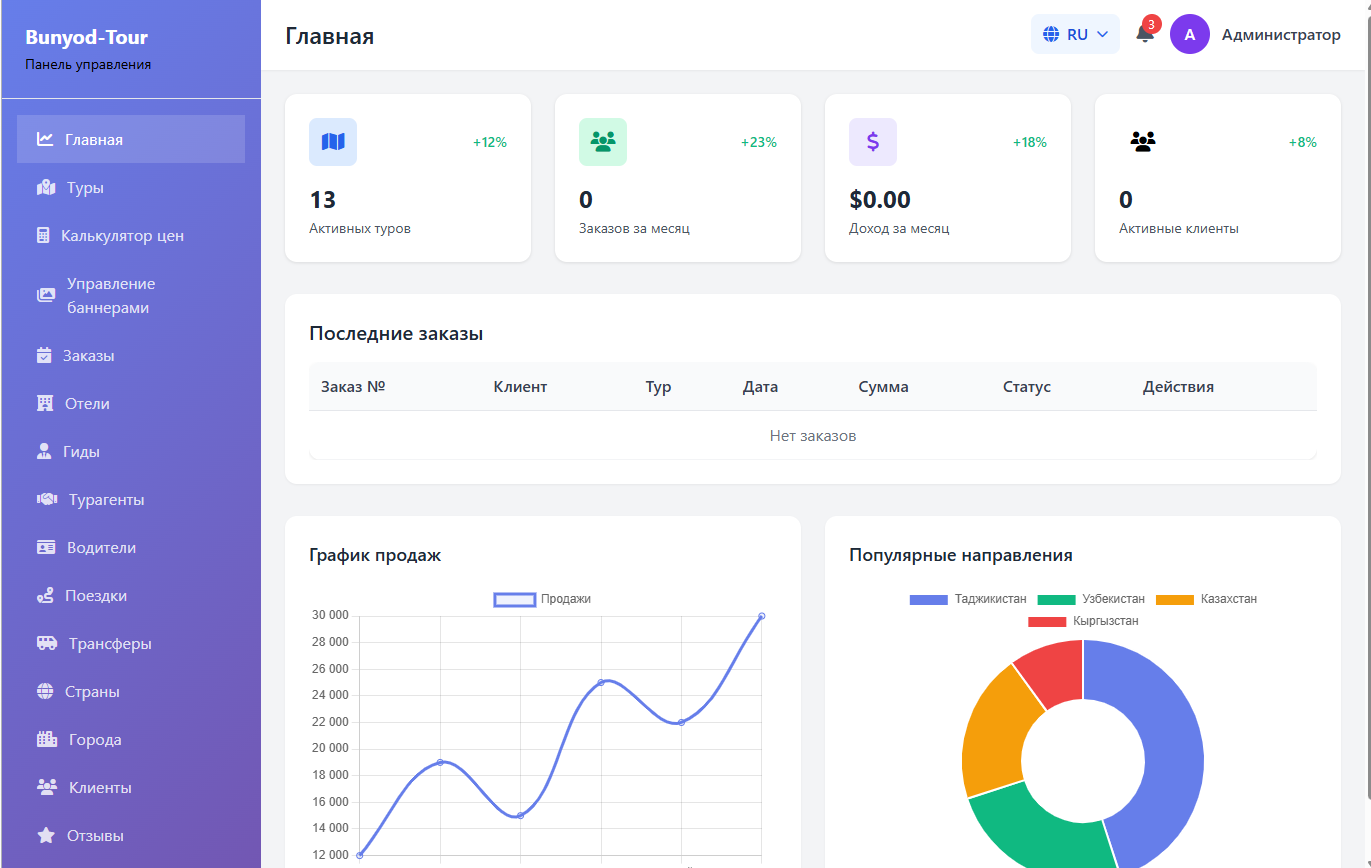 Bunyod-Tour
Панель управления
Главная
Туры
Калькулятор цен
Управление
баннерами
Заказы
Отели
Гиды
Турагенты
Водители
Поездки
Трансферы
Страны
Города
Клиенты
Отзывы
Главная
RU
3
A
Администратор
+12%
13
Активных туров
+23%
0
Заказов за месяц
$
+18%
$0.00
Доход за месяц
+8%
0
Активные клиенты
Последние заказы
Заказ № Клиент Тур Дата Сумма Статус Действия
Нет заказов
График продаж
Продажи
30 000
28 000
26 000
24 000
22 000
20 000
18 000
16 000
14 000
12 000
Популярные направления
Таджикистан Узбекистан Казахстан
Кыргызстан